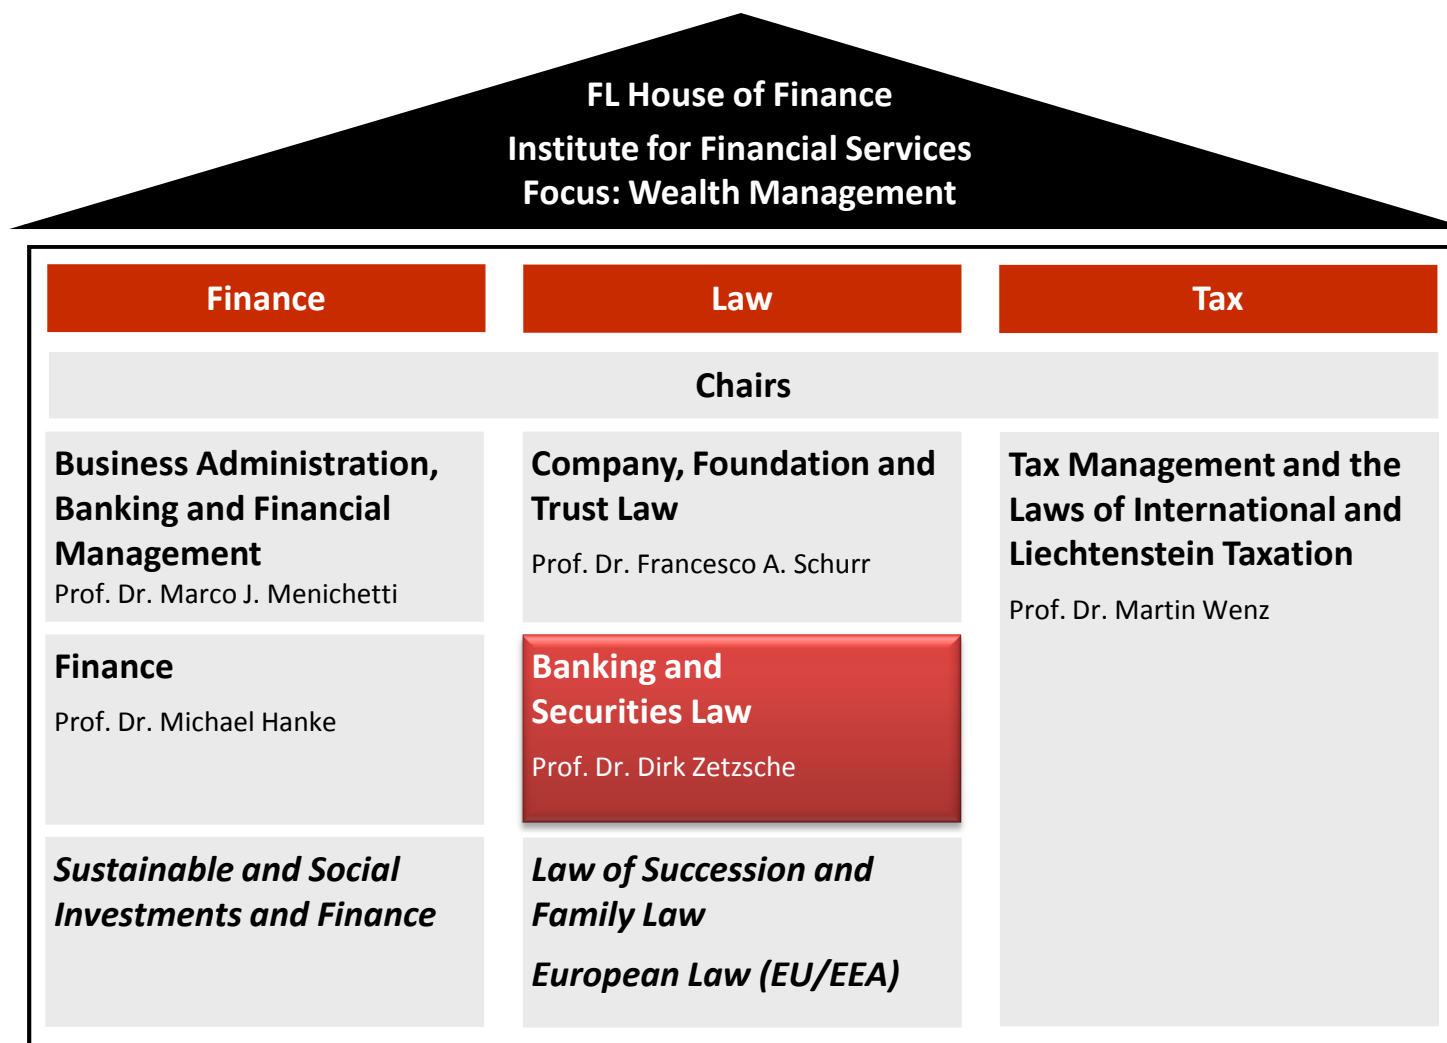 FL House of Finance
Institute for Financial Services
Focus: Wealth Management
Finance
Law
Tax
Chairs
Business Administration,
Banking and Financial
Management
Prof. Dr. Marco J. Menichetti
Company, Foundation and
Trust Law
Prof. Dr. Francesco A. Schurr
Tax Management and the
Laws of International and
Liechtenstein Taxation
Prof. Dr. Martin Wenz
Finance
Prof. Dr. Michael Hanke
Banking and
Securities Law
Prof. Dr. Dirk Zetzsche
Sustainable and Social
Investments and Finance
Law of Succession and
Family Law
European Law (EU/EEA)